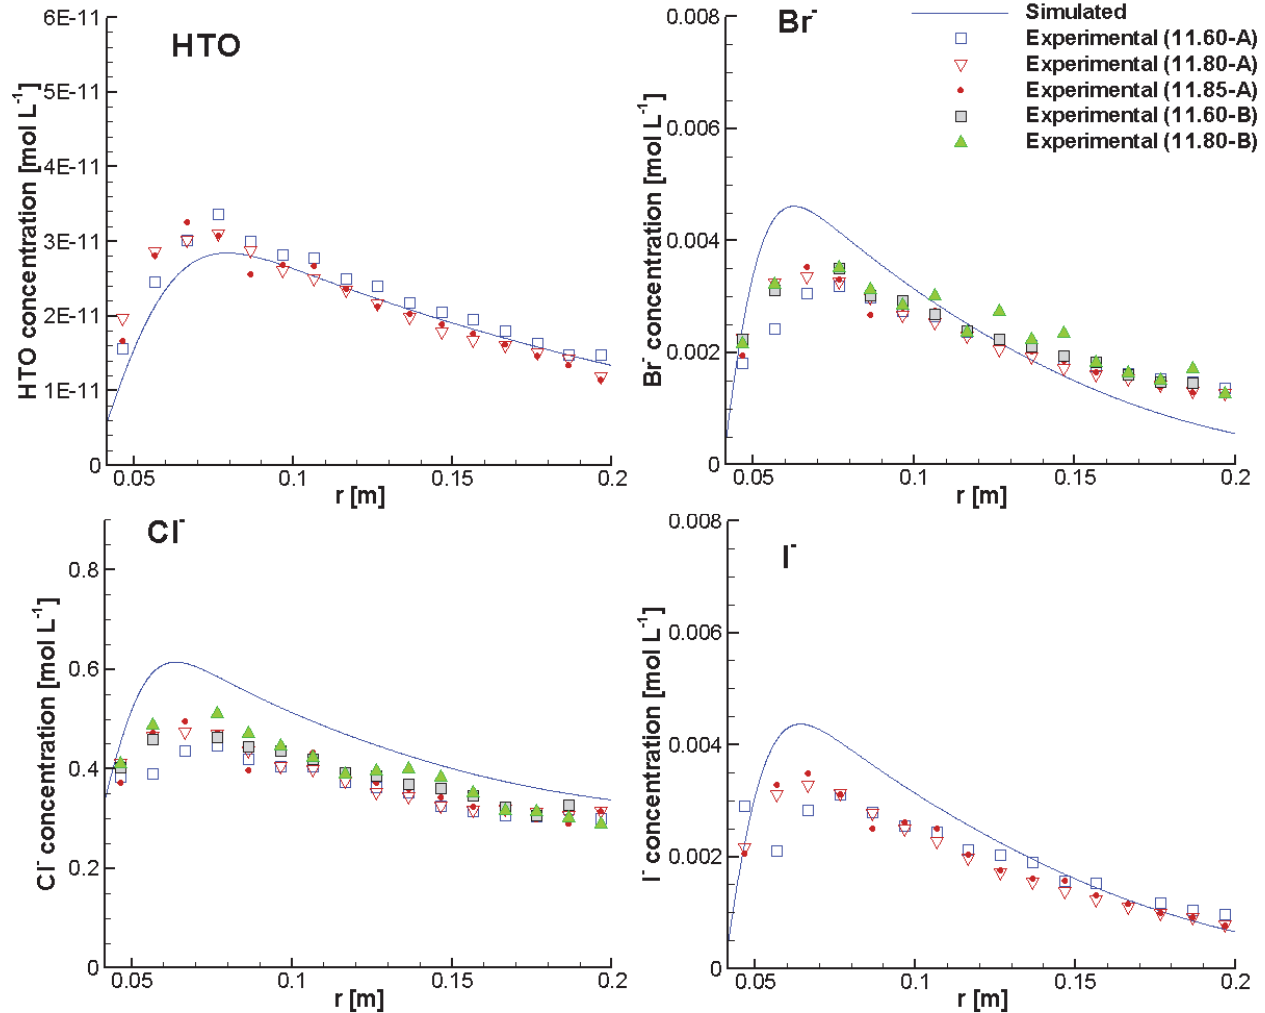 HTO
HTO concentration [mol L⁻¹]
6E-11
5E-11
4E-11
3E-11
2E-11
1E-11
0
0.05
0.1
0.15
0.2
r [m]
Br⁻
Br⁻ concentration [mol L⁻¹]
0.008
0.006
0.004
0.002
0
0.05
0.1
0.15
0.2
r [m]
Simulated
Experimental (11.60-A)
Experimental (11.80-A)
Experimental (11.85-A)
Experimental (11.60-B)
Experimental (11.80-B)
Cl⁻
Cl⁻ concentration [mol L⁻¹]
0.8
0.6
0.4
0.2
0
0.05
0.1
0.15
0.2
r [m]
I⁻
I⁻ concentration [mol L⁻¹]
0.008
0.006
0.004
0.002
0
0.05
0.1
0.15
0.2
r [m]